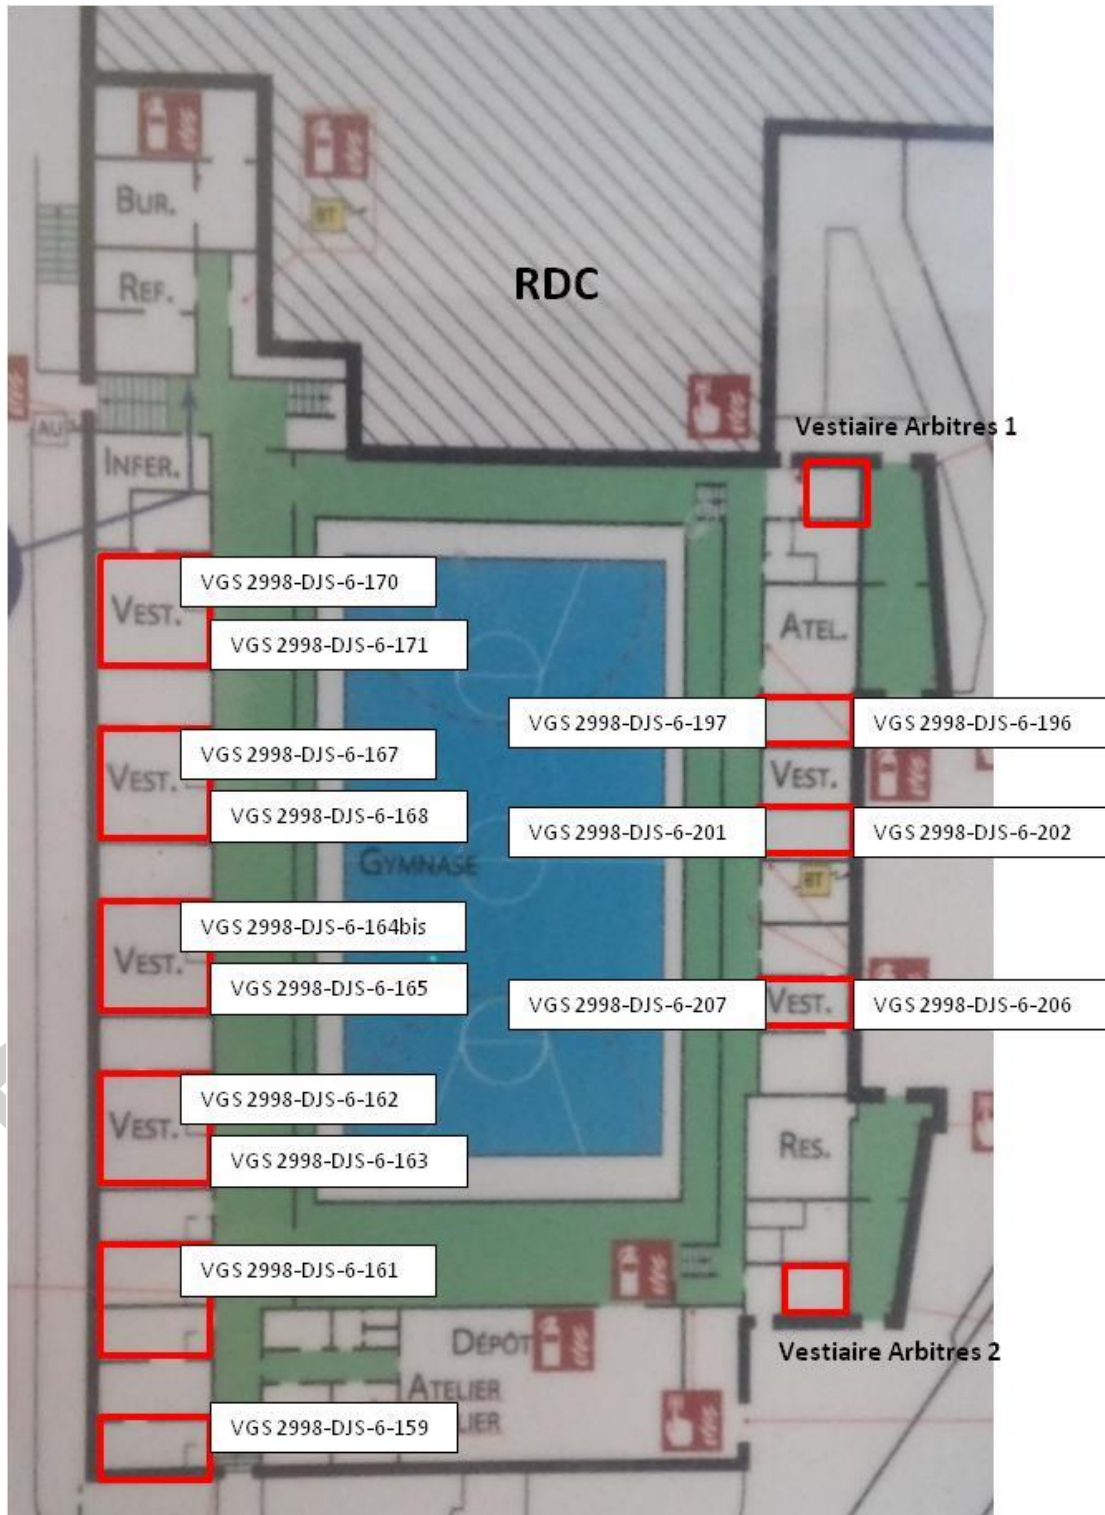 BUR.
BT
REF.
RDC
Vestiaire Arbitres 1
AU
INFER.
VGS 2998-DJS-6-170
VEST.
ATEL.
VGS 2998-DJS-6-171
VGS 2998-DJS-6-197
VGS 2998-DJS-6-196
VGS 2998-DJS-6-167
VEST.
VEST.
VGS 2998-DJS-6-168
VGS 2998-DJS-6-201
VGS 2998-DJS-6-202
GYMNASE
BT
VGS 2998-DJS-6-164bis
VEST.
VGS 2998-DJS-6-165
VGS 2998-DJS-6-207
VEST.
VGS 2998-DJS-6-206
VGS 2998-DJS-6-162
VEST.
VGS 2998-DJS-6-163
RES.
VGS 2998-DJS-6-161
DÉPÔT
Vestiaire Arbitres 2
ATELIER
VGS 2998-DJS-6-159
LIER